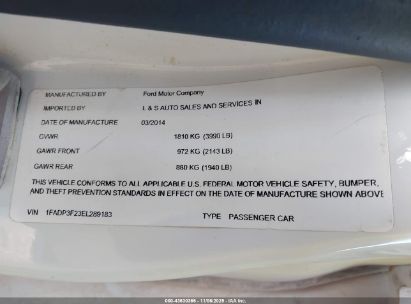 MANUFACTURED BY Ford Motor Company
IMPORTED BY L & S AUTO SALES AND SERVICES IN
DATE OF MANUFACTURE 03/2014
GVWR 1810 KG (3990 LB)
GAWR FRONT 972 KG (2143 LB)
GAWR REAR 880 KG (1940 LB)
THIS VEHICLE CONFORMS TO ALL APPLICABLE U.S. FEDERAL MOTOR VEHICLE SAFETY, BUMPER,
AND THEFT PREVENTION STANDARDS IN EFFECT ON THE DATE OF MANUFACTURE SHOWN ABOVE
VIN 1FADP3F23EL289183 TYPE PASSENGER CAR